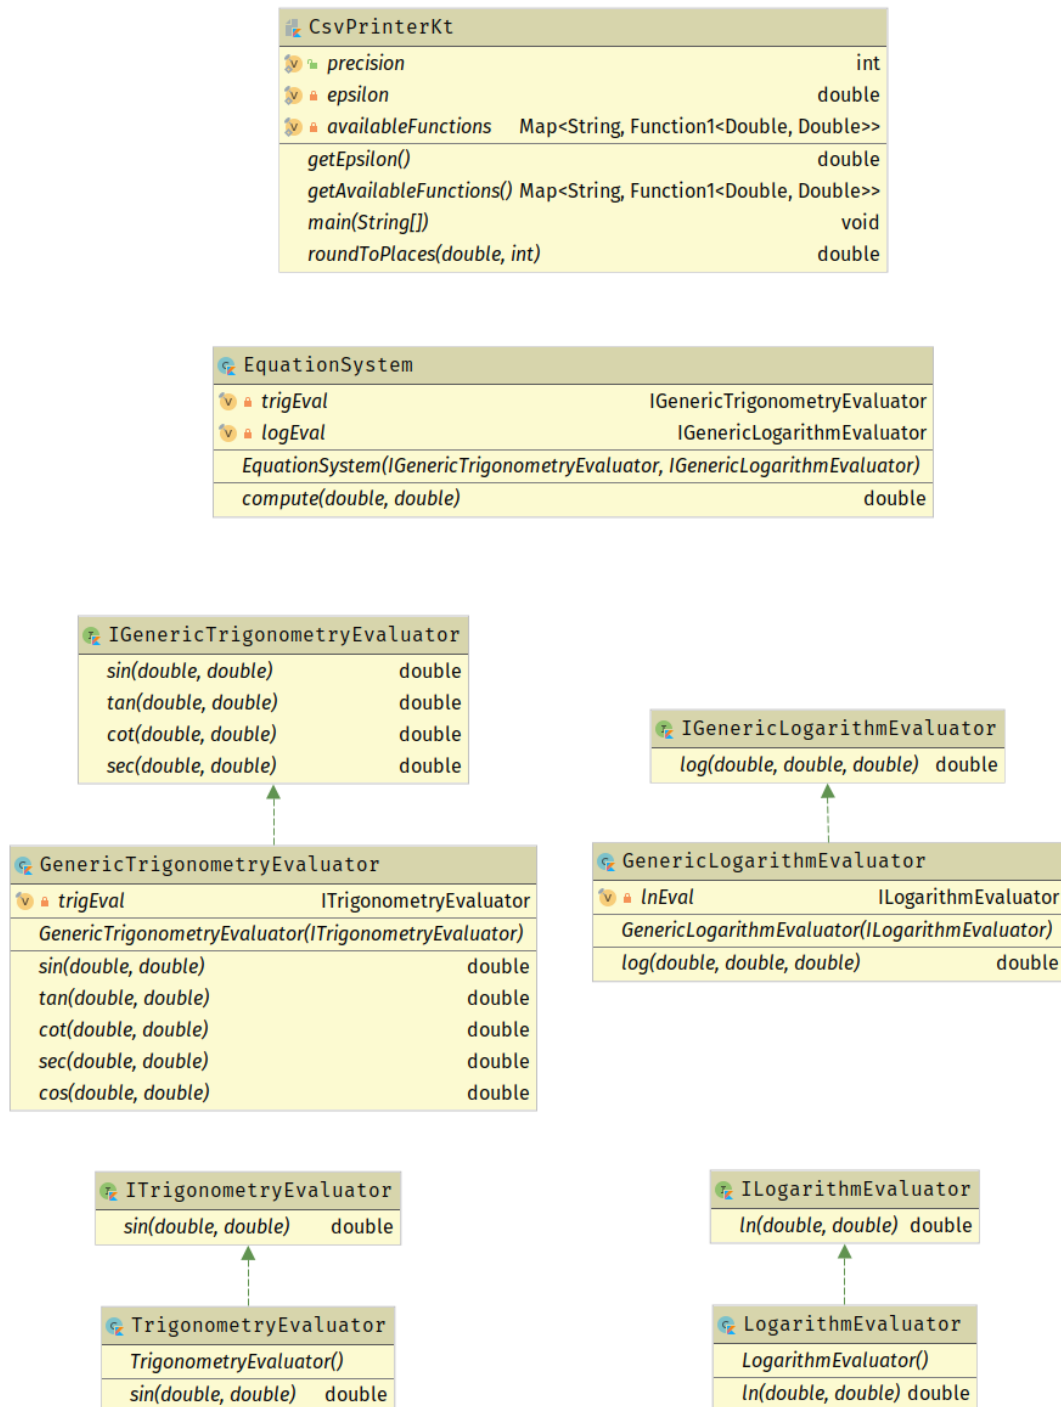 CsvPrinterKt
precision int
epsilon double
availableFunctions Map<String, Function1<Double, Double>>
getEpsilon() double
getAvailableFunctions() Map<String, Function1<Double, Double>>
main(String[]) void
roundToPlaces(double, int) double
EquationSystem
trigEval IGenericTrigonometryEvaluator
logEval IGenericLogarithmEvaluator
EquationSystem(IGenericTrigonometryEvaluator, IGenericLogarithmEvaluator)
compute(double, double) double
IGenericTrigonometryEvaluator
sin(double, double) double
tan(double, double) double
cot(double, double) double
sec(double, double) double
IGenericLogarithmEvaluator
log(double, double, double) double
GenericTrigonometryEvaluator
trigEval ITrigonometryEvaluator
GenericTrigonometryEvaluator(ITrigonometryEvaluator)
sin(double, double) double
tan(double, double) double
cot(double, double) double
sec(double, double) double
cos(double, double) double
GenericLogarithmEvaluator
lnEval ILogarithmEvaluator
GenericLogarithmEvaluator(ILogarithmEvaluator)
log(double, double, double) double
ITrigonometryEvaluator
sin(double, double) double
ILogarithmEvaluator
ln(double, double) double
TrigonometryEvaluator
TrigonometryEvaluator()
sin(double, double) double
LogarithmEvaluator
LogarithmEvaluator()
ln(double, double) double